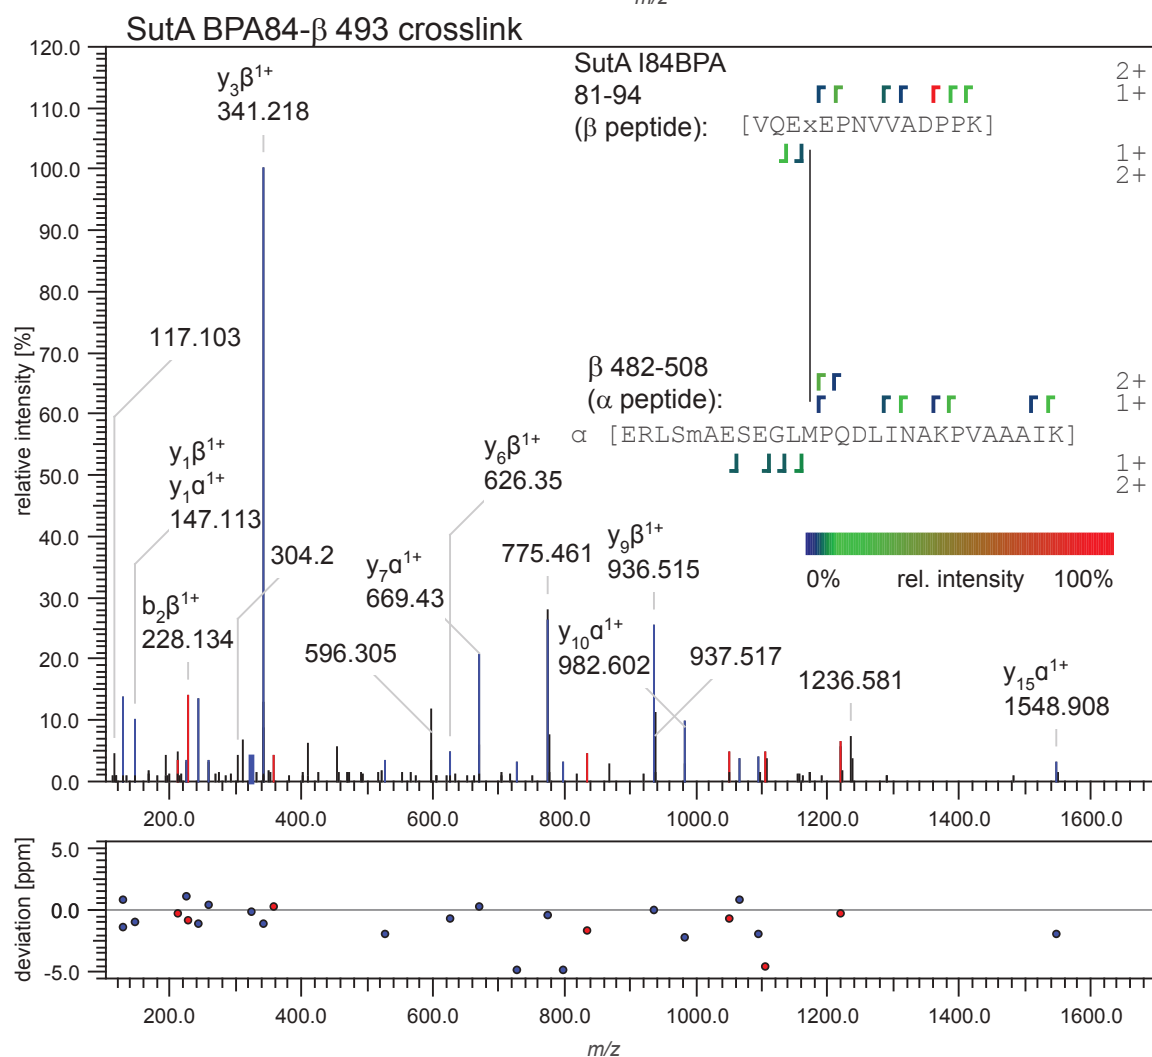 m/z
SutA BPA84-β 493 crosslink
120.0
110.0
100.0
90.0
80.0
70.0
60.0
50.0
40.0
30.0
20.0
10.0
0.0
relative intensity [%]
y3β1+
341.218
117.103
y1β1+
y1α1+
147.113
b2β1+
228.134
304.2
596.305
y7α1+
669.43
y6β1+
626.35
775.461
y9β1+
936.515
y10α1+
982.602
937.517
1236.581
y15α1+
1548.908
SutA I84BPA
81-94
(β peptide):
[VQExEPNVVADPPK]
2+
1+
1+
2+
β 482-508
(α peptide):
α [ERLSmAESEGLMPQDLINAKPVAAAIK]
2+
1+
1+
2+
0% rel. intensity 100%
200.0 400.0 600.0 800.0 1000.0 1200.0 1400.0 1600.0
m/z
deviation [ppm]
5.0
0.0
-5.0
200.0 400.0 600.0 800.0 1000.0 1200.0 1400.0 1600.0
m/z